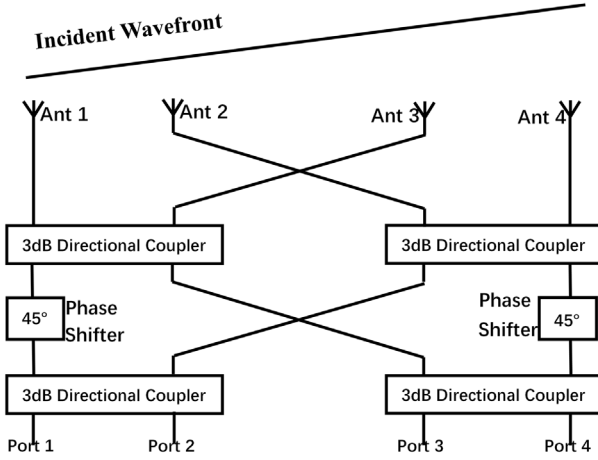 Incident Wavefront
Ant 1
Ant 2
Ant 3
Ant 4
3dB Directional Coupler
3dB Directional Coupler
45°
Phase
Shifter
Phase
Shifter
45°
3dB Directional Coupler
3dB Directional Coupler
Port 1
Port 2
Port 3
Port 4